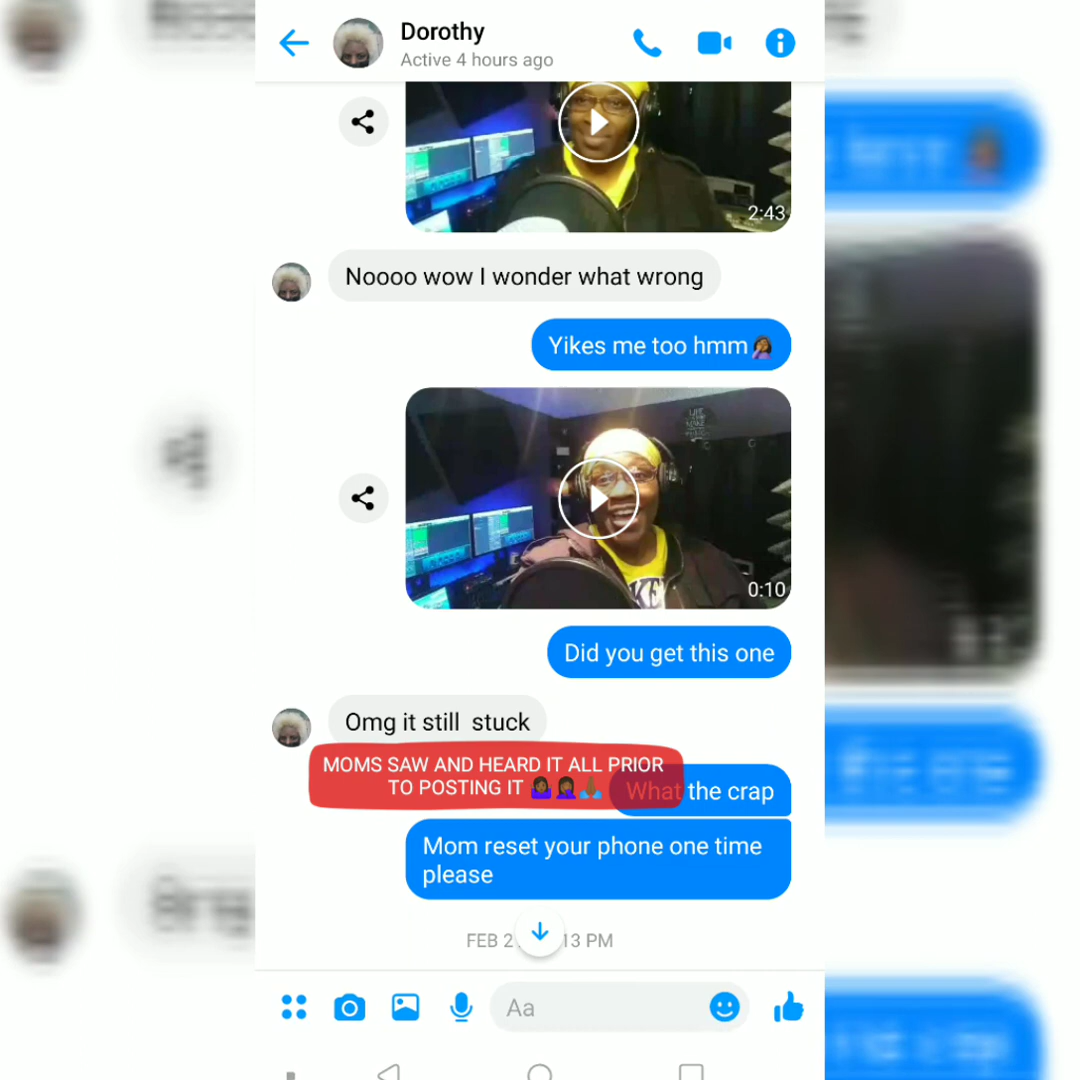 Dorothy
Active 4 hours ago
2:43
Noooo wow I wonder what wrong
Yikes me too hmm🤦🏾‍♀️
0:10
Did you get this one
Omg it still  stuck
MOMS SAW AND HEARD IT ALL PRIOR
TO POSTING IT 🤷🏿‍♀️🤦🏿‍♀️🙏🏿
What the crap
Mom reset your phone one time
please
FEB 2 13 PM
Aa